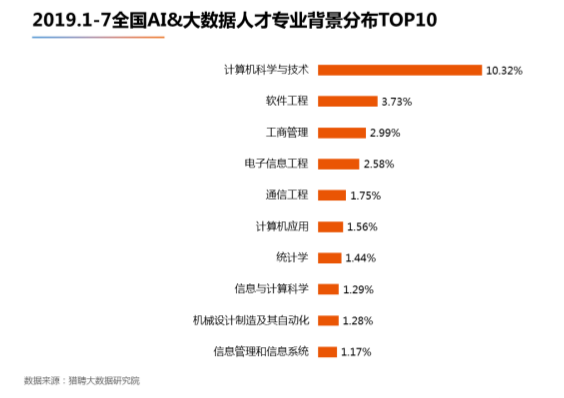 2019.1-7全国AI&大数据人才专业背景分布TOP10
计算机科学与技术 10.32%
软件工程 3.73%
工商管理 2.99%
电子信息工程 2.58%
通信工程 1.75%
计算机应用 1.56%
统计学 1.44%
信息与计算科学 1.29%
机械设计制造及其自动化 1.28%
信息管理和信息系统 1.17%
数据来源：猎聘大数据研究院